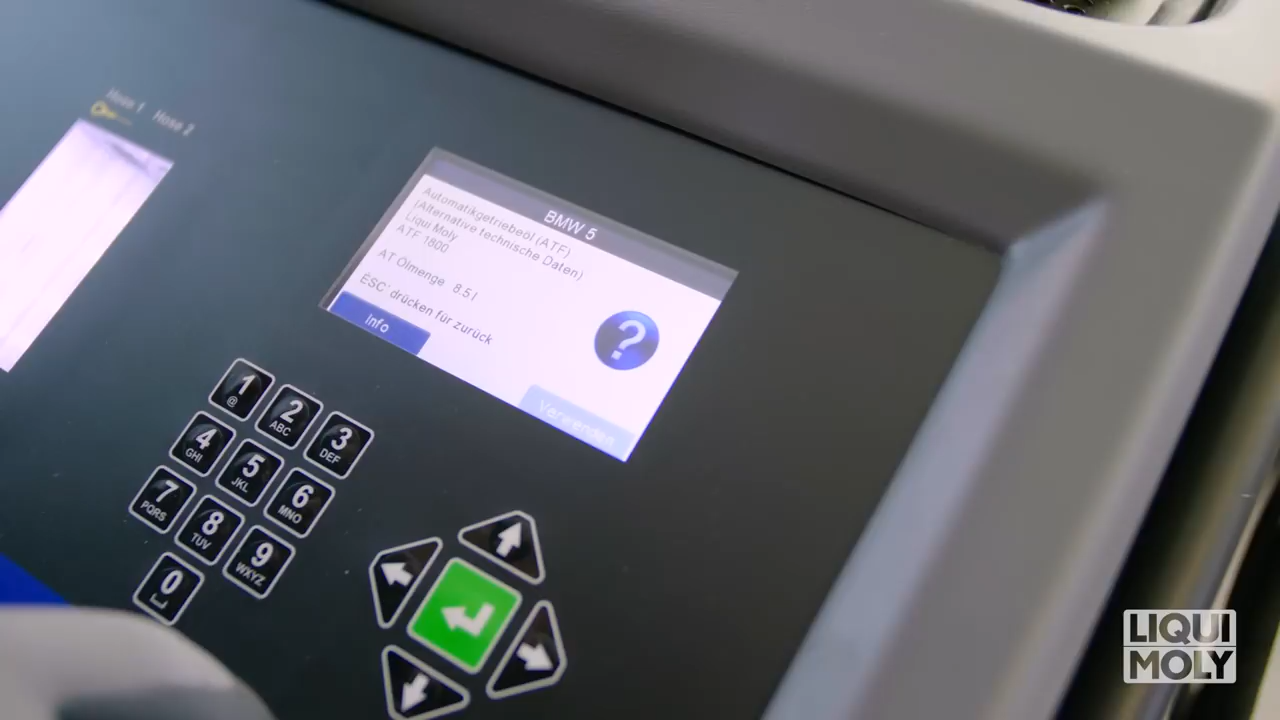 Hose 1 Hose 2
BMW 5
Automatikgetriebeöl (ATF)
(Alternative technische Daten)
Liqui Moly
ATF 1800
AT Ölmenge 8.5 l
'ESC' drücken für zurück
?
Info
Verwenden
1
@
2
ABC
3
DEF
4
GHI
5
JKL
6
MNO
7
PQRS
8
TUV
9
WXYZ
0
LIQUI
MOLY